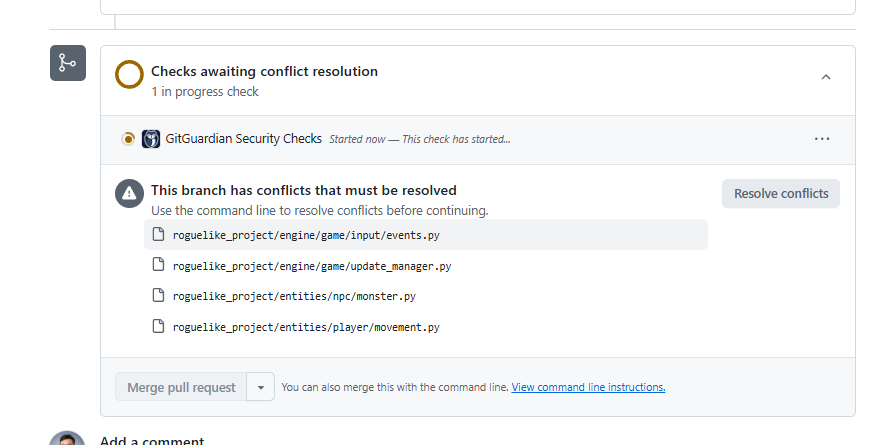 Checks awaiting conflict resolution
1 in progress check
GitGuardian Security Checks Started now — This check has started...
This branch has conflicts that must be resolved
Resolve conflicts
Use the command line to resolve conflicts before continuing.
roguelike_project/engine/game/input/events.py
roguelike_project/engine/game/update_manager.py
roguelike_project/entities/npc/monster.py
roguelike_project/entities/player/movement.py
Merge pull request
You can also merge this with the command line. View command line instructions.
Add a comment